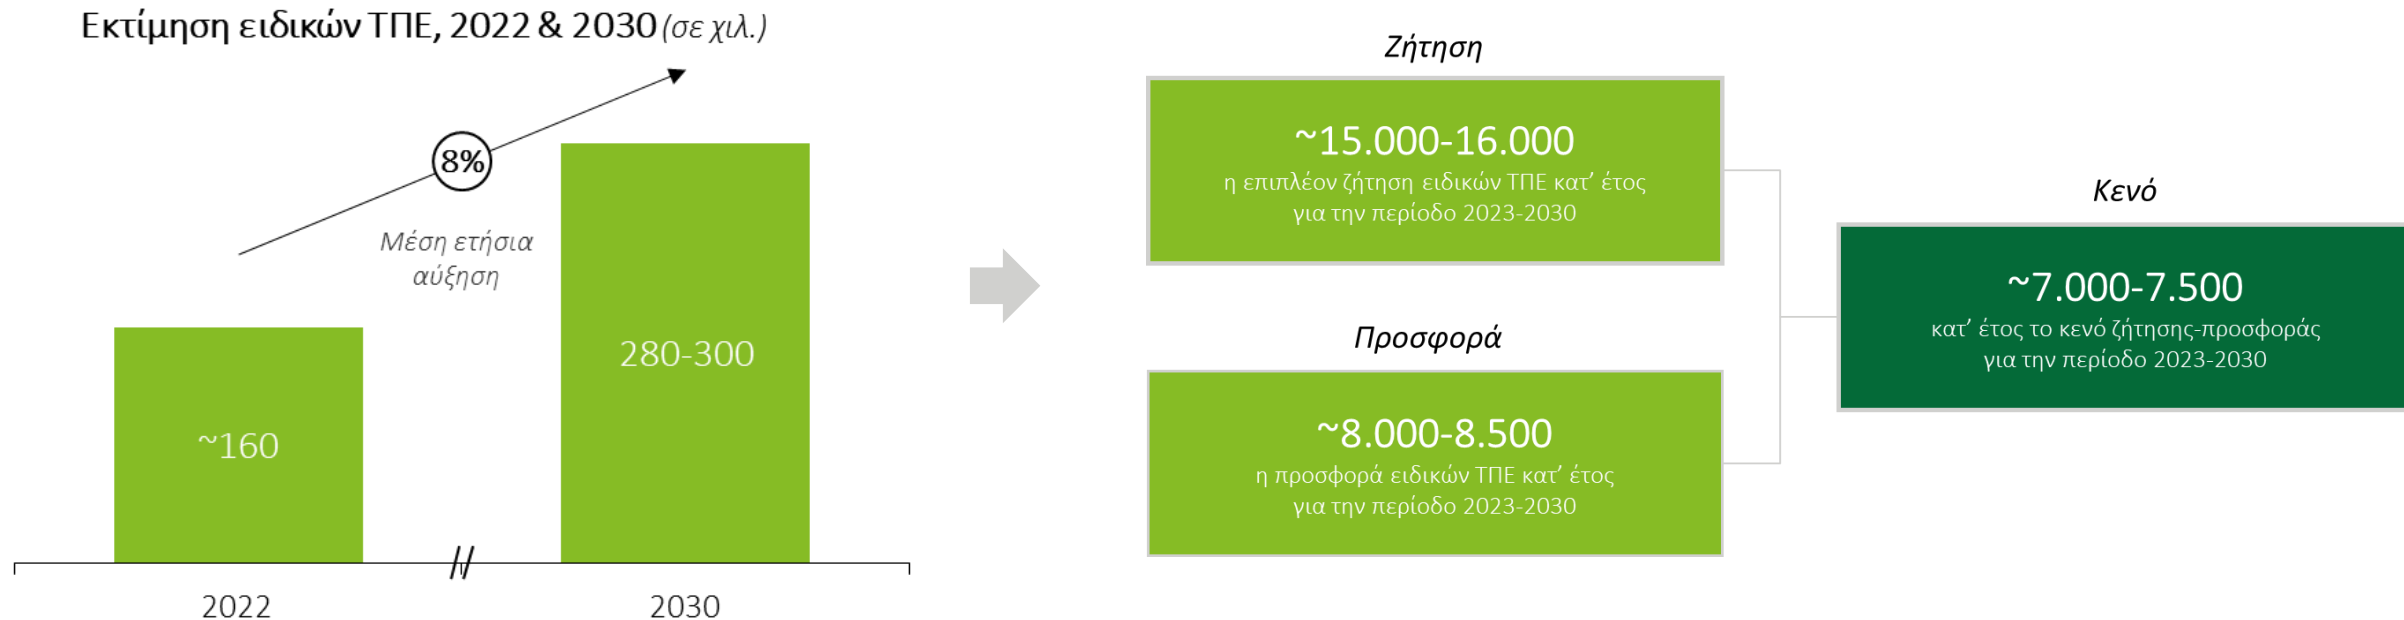 Εκτίμηση ειδικών ΤΠΕ, 2022 & 2030 (σε χιλ.)
8%
Μέση ετήσια
αύξηση
~160
280-300
2022
2030
Ζήτηση
~15.000-16.000
η επιπλέον ζήτηση ειδικών ΤΠΕ κατ’ έτος
για την περίοδο 2023-2030
Προσφορά
~8.000-8.500
η προσφορά ειδικών ΤΠΕ κατ’ έτος
για την περίοδο 2023-2030
Κενό
~7.000-7.500
κατ’ έτος το κενό ζήτησης-προσφοράς
για την περίοδο 2023-2030